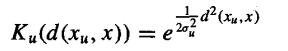 K_u(d(x_u, x)) = e^{\frac{1}{2\sigma_u^2} d^2(x_u, x)}